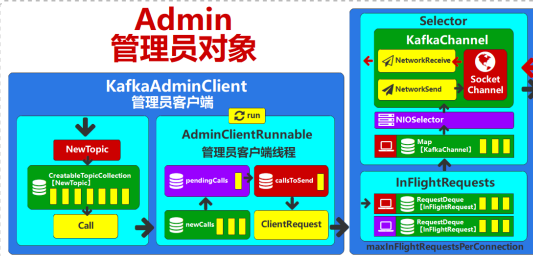 Admin
管理员对象
KafkaAdminClient
管理员客户端
NewTopic
CreatableTopicCollection
【NewTopic】
Call
run
AdminClientRunnable
管理员客户端线程
pendingCalls
callsToSend
newCalls
ClientRequest
Selector
KafkaChannel
NetworkReceive
NetworkSend
Socket
Channel
NIOSelector
Map
【KafkaChannel】
InFlightRequests
RequestDeque
【InFlightRequest】
RequestDeque
【InFlightRequest】
maxInFlightRequestsPerConnection